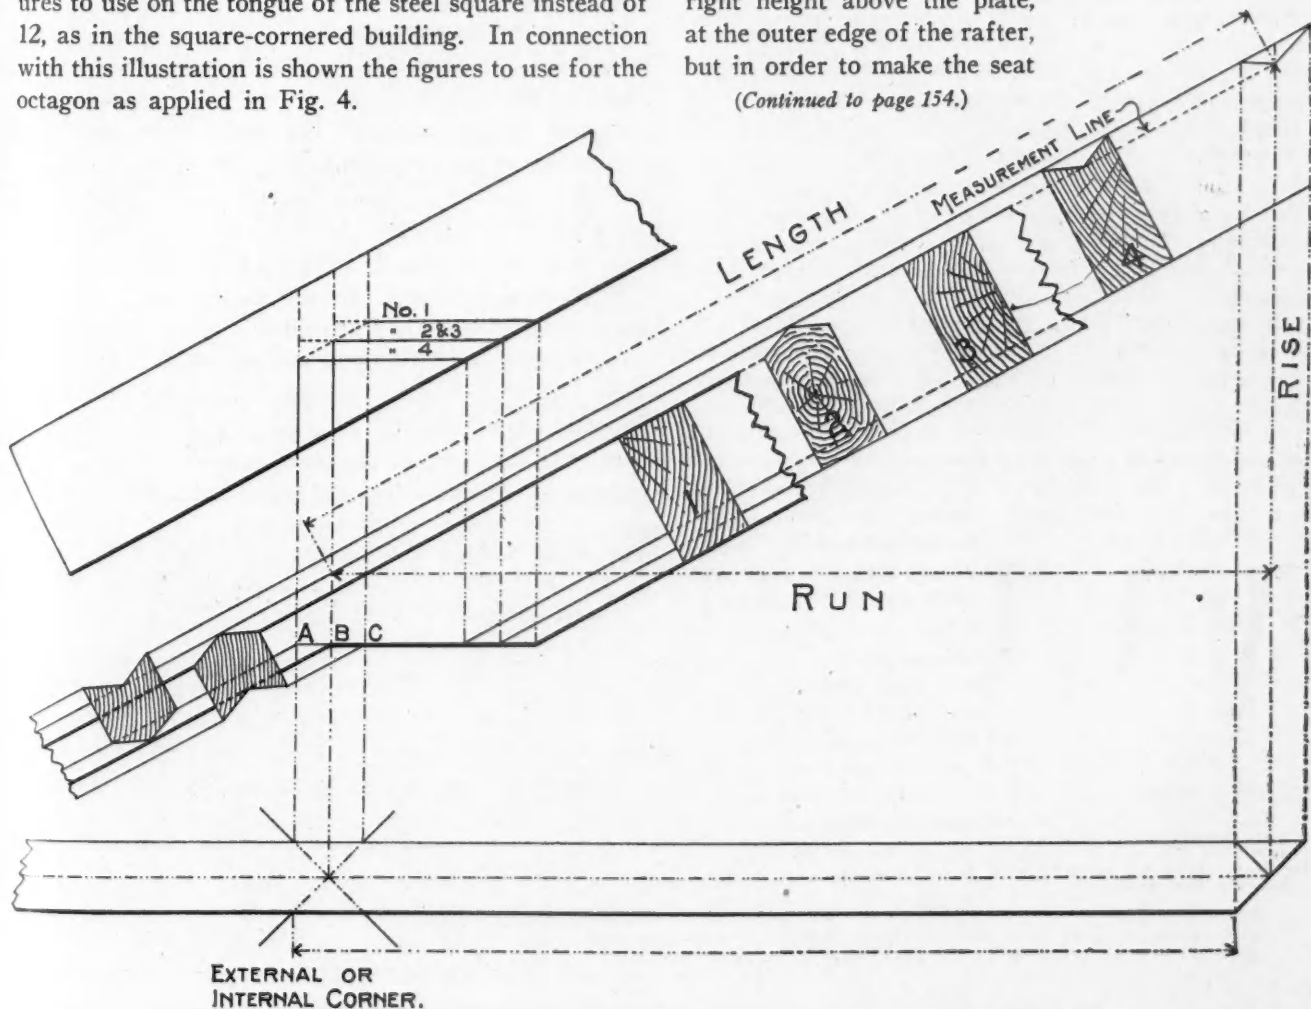 ures to use on the tongue of the steel square instead of
12, as in the square-cornered building. In connection
with this illustration is shown the figures to use for the
octagon as applied in Fig. 4.
right height above the plate,
at the outer edge of the rafter,
but in order to make the seat
(Continued to page 154.)
MEASUREMENT LINE
LENGTH
No. 1
" 2&3
" 4
4
3
2
1
RISE
RUN
A B C
EXTERNAL OR
INTERNAL CORNER.